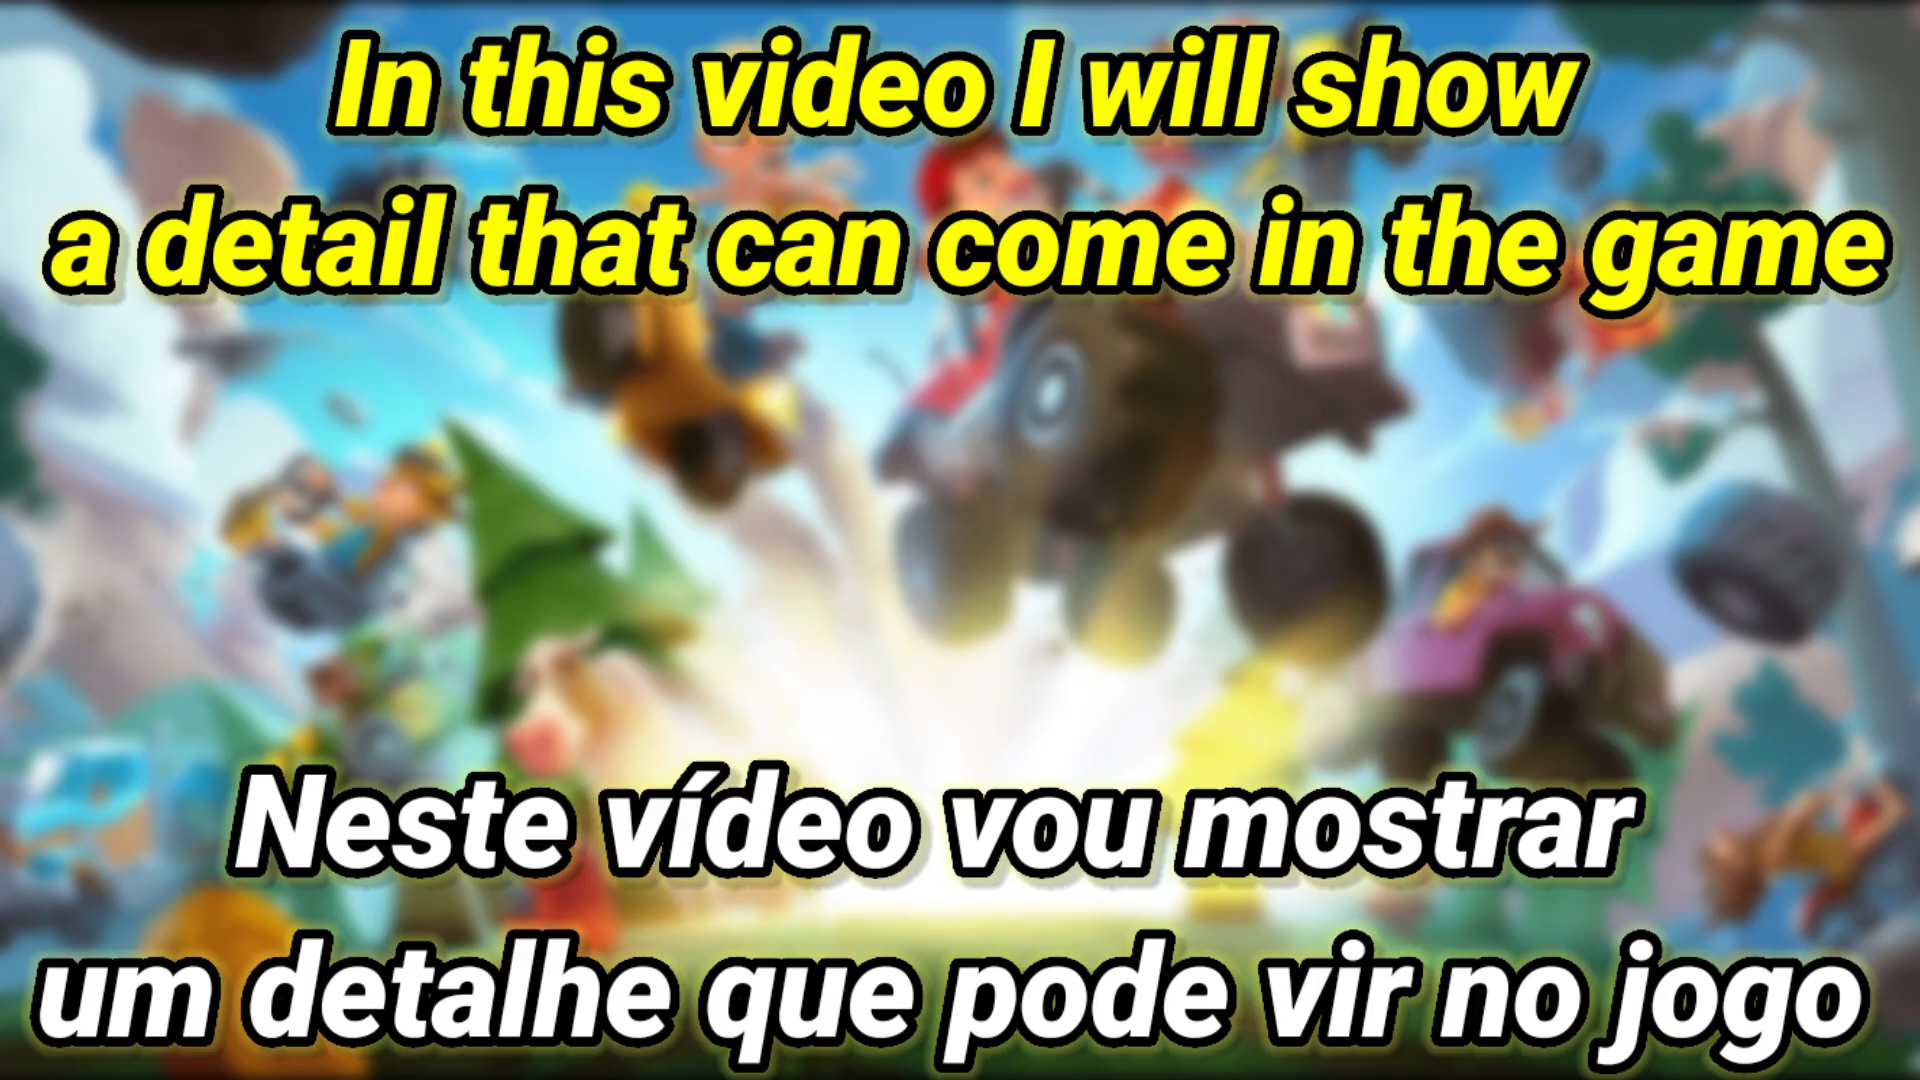 In this video I will show
a detail that can come in the game
Neste vídeo vou mostrar
um detalhe que pode vir no jogo